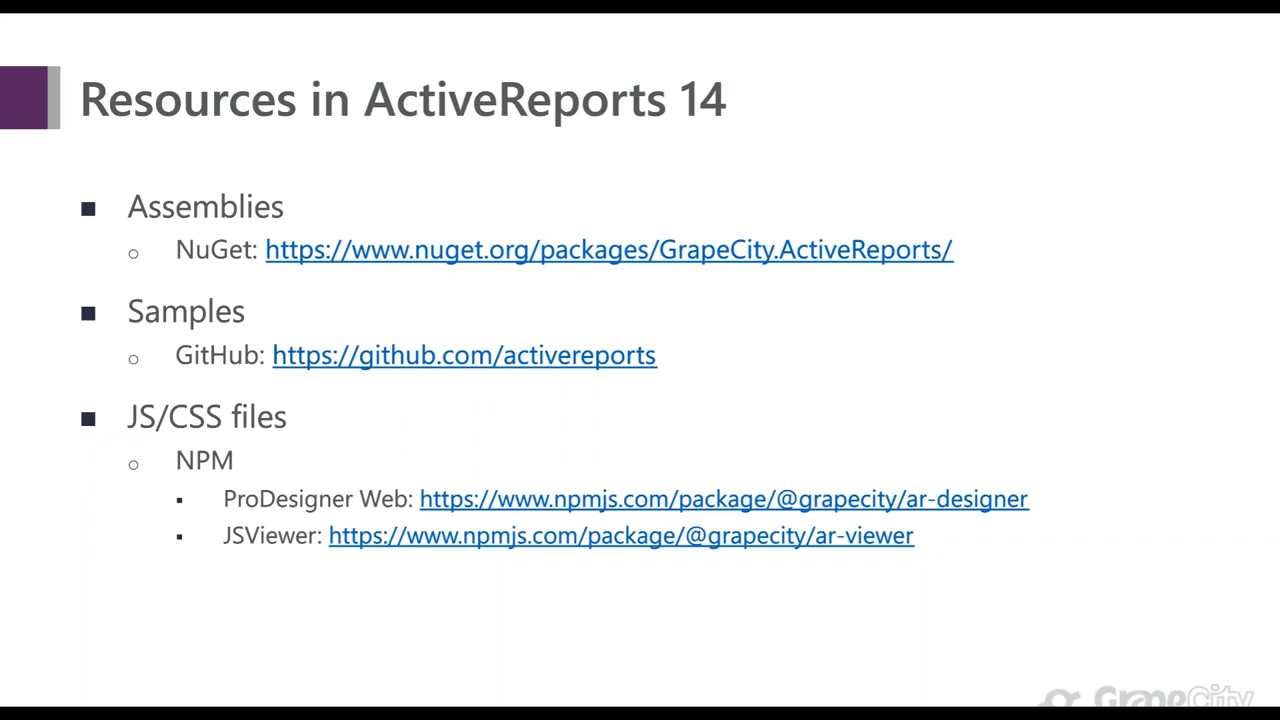 Resources in ActiveReports 14
Assemblies
NuGet: https://www.nuget.org/packages/GrapeCity.ActiveReports/
Samples
GitHub: https://github.com/activereports
JS/CSS files
NPM
ProDesigner Web: https://www.npmjs.com/package/@grapecity/ar-designer
JSViewer: https://www.npmjs.com/package/@grapecity/ar-viewer
GrapeCity